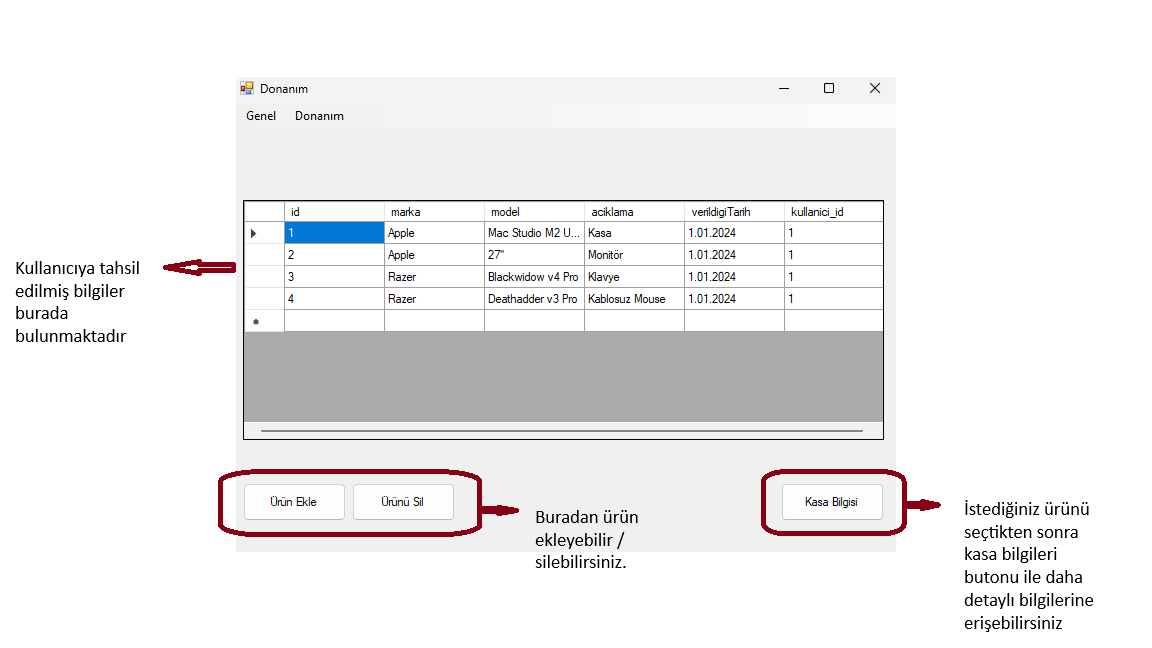 Donanım
Genel Donanım
id marka model aciklama verildigiTarih kullanici_id
1 Apple Mac Studio M2 U... Kasa 1.01.2024 1
2 Apple 27" Monitör 1.01.2024 1
3 Razer Blackwidow v4 Pro Klavye 1.01.2024 1
4 Razer Deathadder v3 Pro Kablosuz Mouse 1.01.2024 1
Kullanıcıya tahsil
edilmiş bilgiler
burada
bulunmaktadır
Ürün Ekle Ürünü Sil Kasa Bilgisi
Buradan ürün
ekleyebilir /
silebilirsiniz.
İstediğiniz ürünü
seçtikten sonra
kasa bilgileri
butonu ile daha
detaylı bilgilerine
erişebilirsiniz